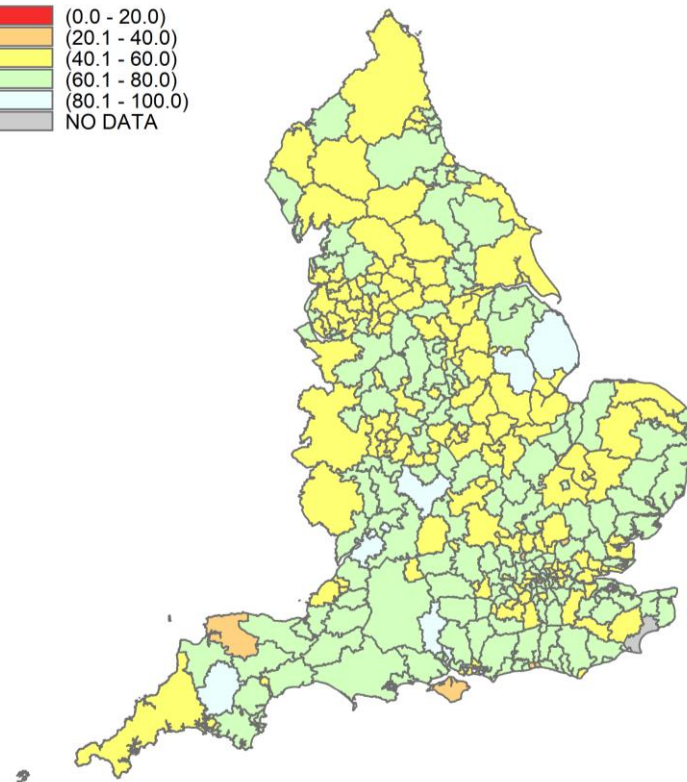 (0.0 - 20.0)
(20.1 - 40.0)
(40.1 - 60.0)
(60.1 - 80.0)
(80.1 - 100.0)
NO DATA